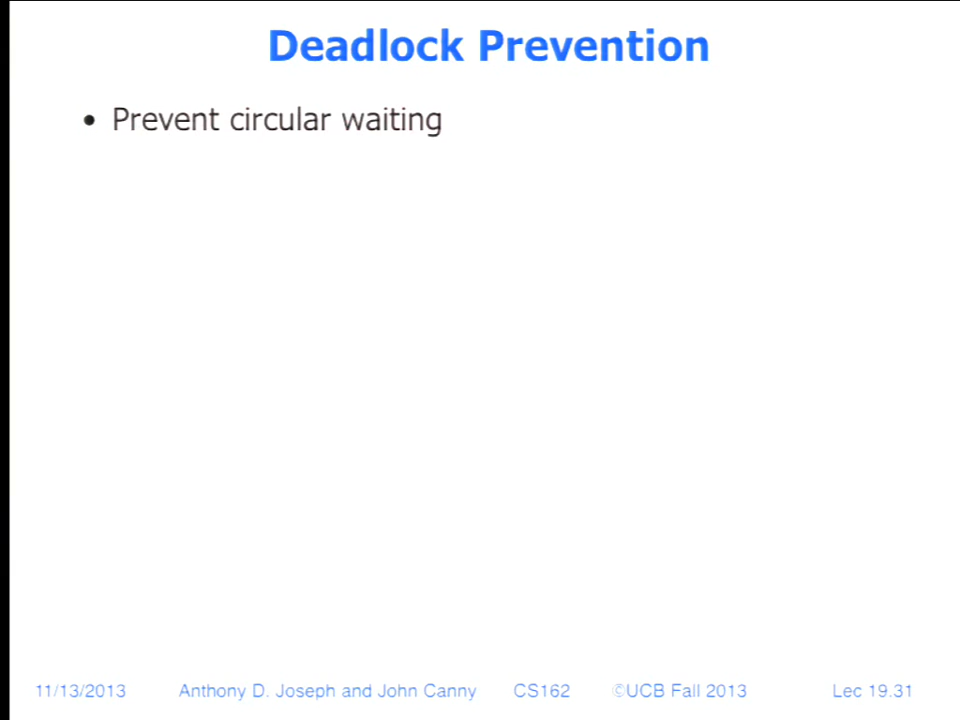 Deadlock Prevention
• Prevent circular waiting
11/13/2013 Anthony D. Joseph and John Canny CS162 ©UCB Fall 2013 Lec 19.31